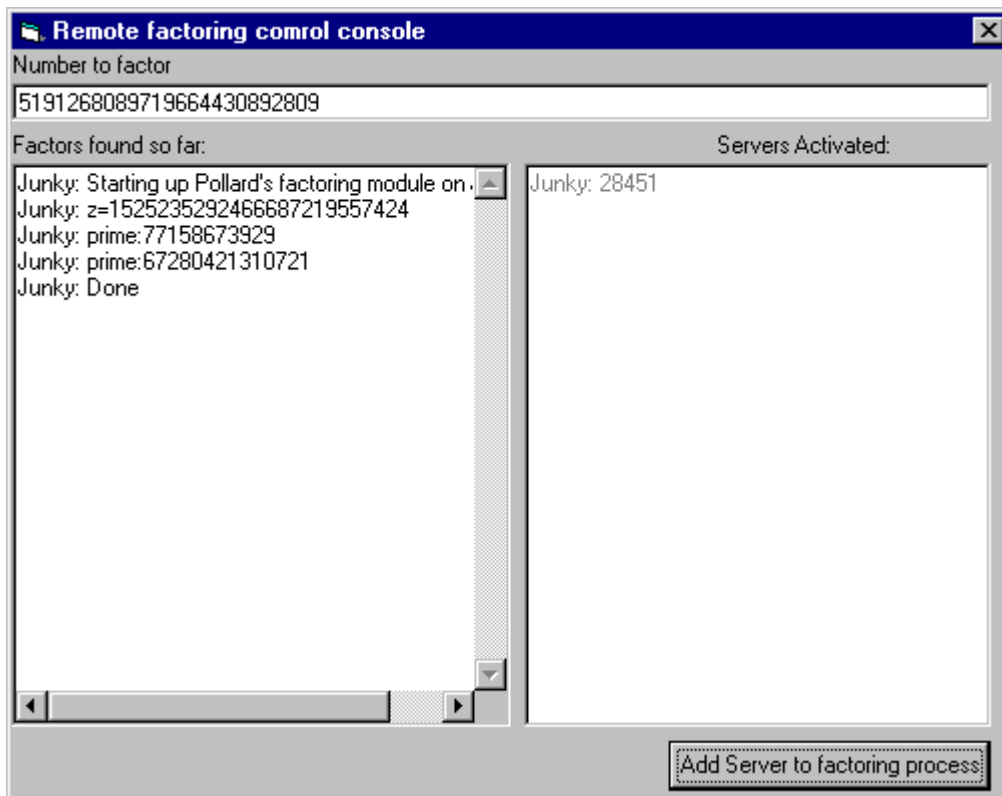 Remote factoring comrol console
Number to factor
5191268089719664430892809
Factors found so far:
Servers Activated:
Junky: Starting up Pollard's factoring module on
Junky: z=1525235292466687219557424
Junky: prime:77158673929
Junky: prime:67280421310721
Junky: Done
Junky: 28451
Add Server to factoring process